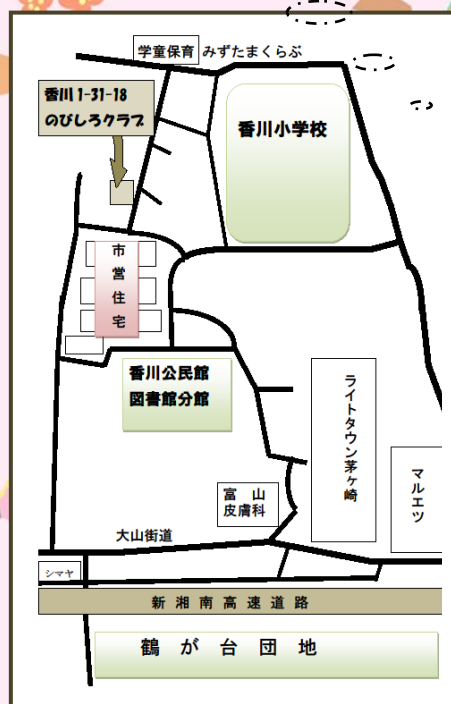 学童保育 みずたまくらぶ
香川1-31-18
のびしろクラブ
香川小学校
市営住宅
香川公民館
図書館分館
ライトタウン茅ヶ崎
マルエツ
富山
皮膚科
大山街道
シマヤ
新湘南高速道路
鶴が台団地